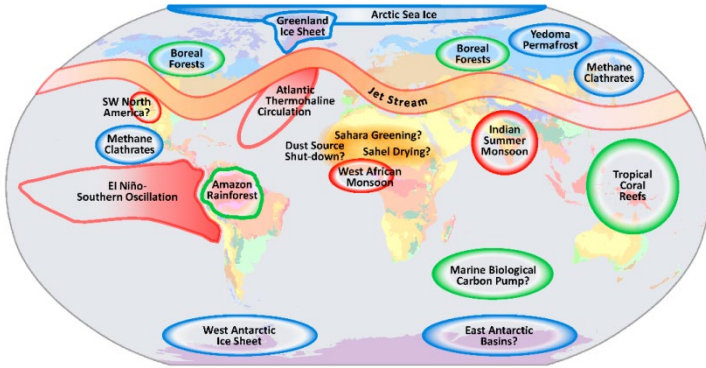 Arctic Sea Ice
Greenland
Ice Sheet
Boreal
Forests
Boreal
Forests
Yedoma
Permafrost
Methane
Clathrates
Jet Stream
Atlantic
Thermohaline
Circulation
SW North
America?
Methane
Clathrates
Sahara Greening?
Dust Source
Shut-down?
Sahel Drying?
West African
Monsoon
Indian
Summer
Monsoon
El Niño-
Southern Oscillation
Amazon
Rainforest
Tropical
Coral
Reefs
Marine Biological
Carbon Pump?
West Antarctic
Ice Sheet
East Antarctic
Basins?